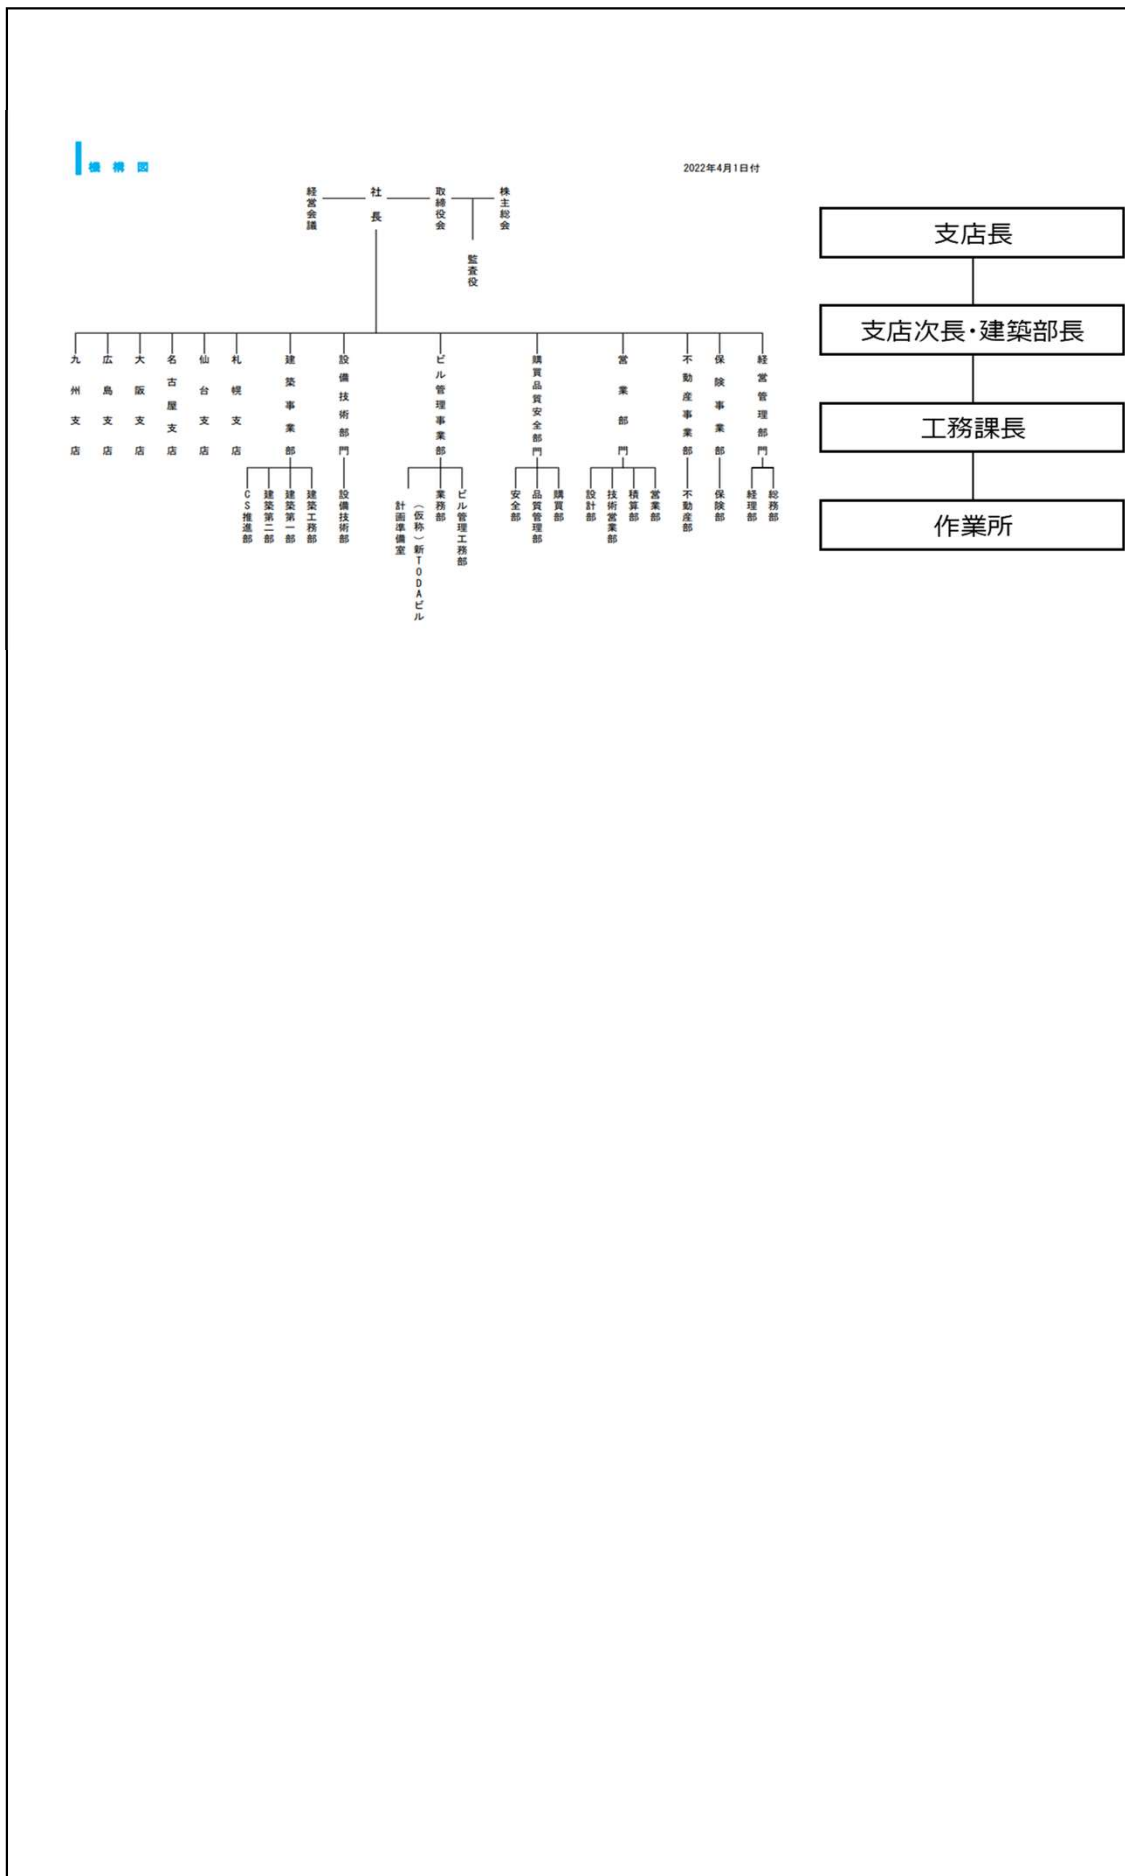 機構図
2022年4月1日付
経営会議
社長
取締役会
株主総会
監査役
九州支店
広島支店
大阪支店
名古屋支店
仙台支店
札幌支店
建築事業部
設備技術部門
ビル管理事業部
購買品質安全部門
営業部門
不動産事業部
保険事業部
経営管理部門
CS推進部
建築第二部
建築第一部
建築工務部
設備技術部
(仮称)新TODAビル
計画準備室
業務部
ビル管理工務部
安全部
品質管理部
購買部
設計部
技術営業部
積算部
営業部
不動産部
保険部
経理部
総務部
支店長
支店次長・建築部長
工務課長
作業所